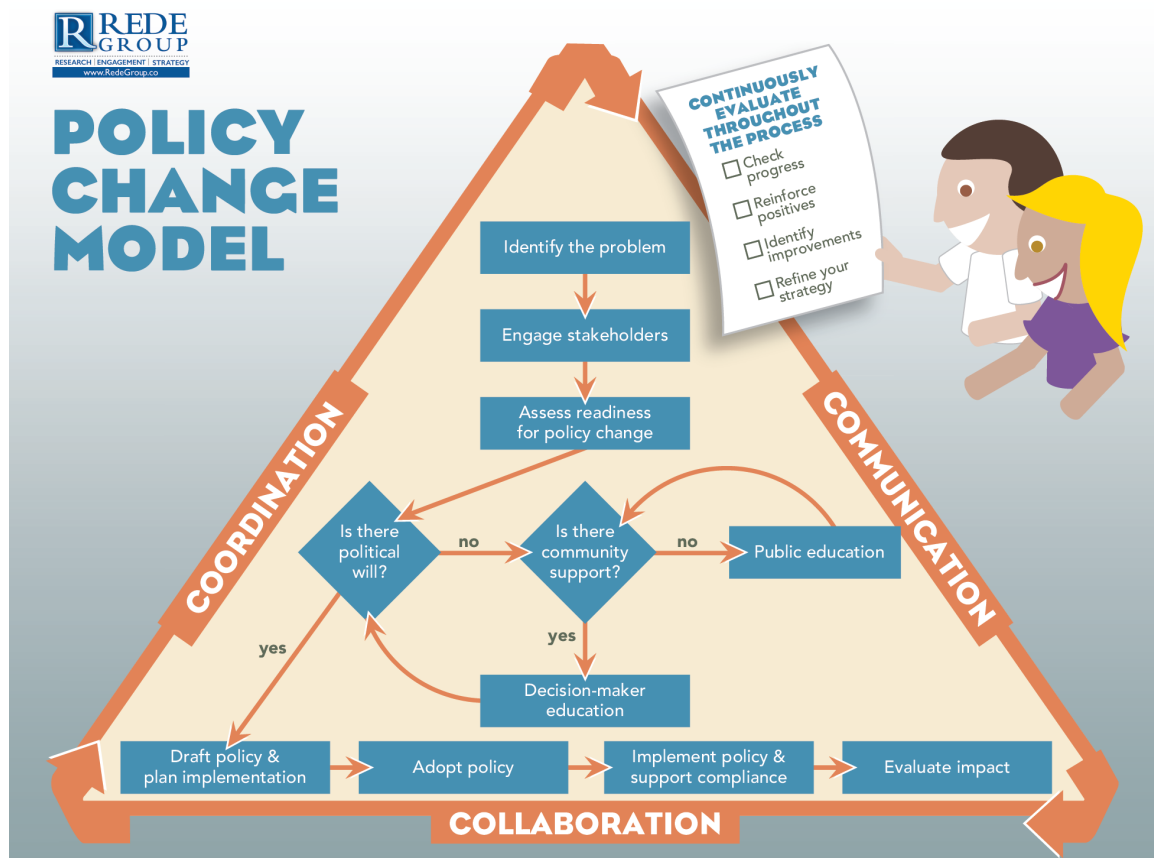 R REDE
GROUP
RESEARCH | ENGAGEMENT | STRATEGY
www.RedeGroup.co
POLICY
CHANGE
MODEL
CONTINUOUSLY
EVALUATE
THROUGHOUT
THE PROCESS
Check
progress
Reinforce
positives
Identify
improvements
Refine your
strategy
Identify the problem
Engage stakeholders
Assess readiness
for policy change
COORDINATION
COMMUNICATION
Is there
political
will?
no
Is there
community
support?
no
Public education
yes
yes
Decision-maker
education
Draft policy &
plan implementation
Adopt policy
Implement policy &
support compliance
Evaluate impact
COLLABORATION